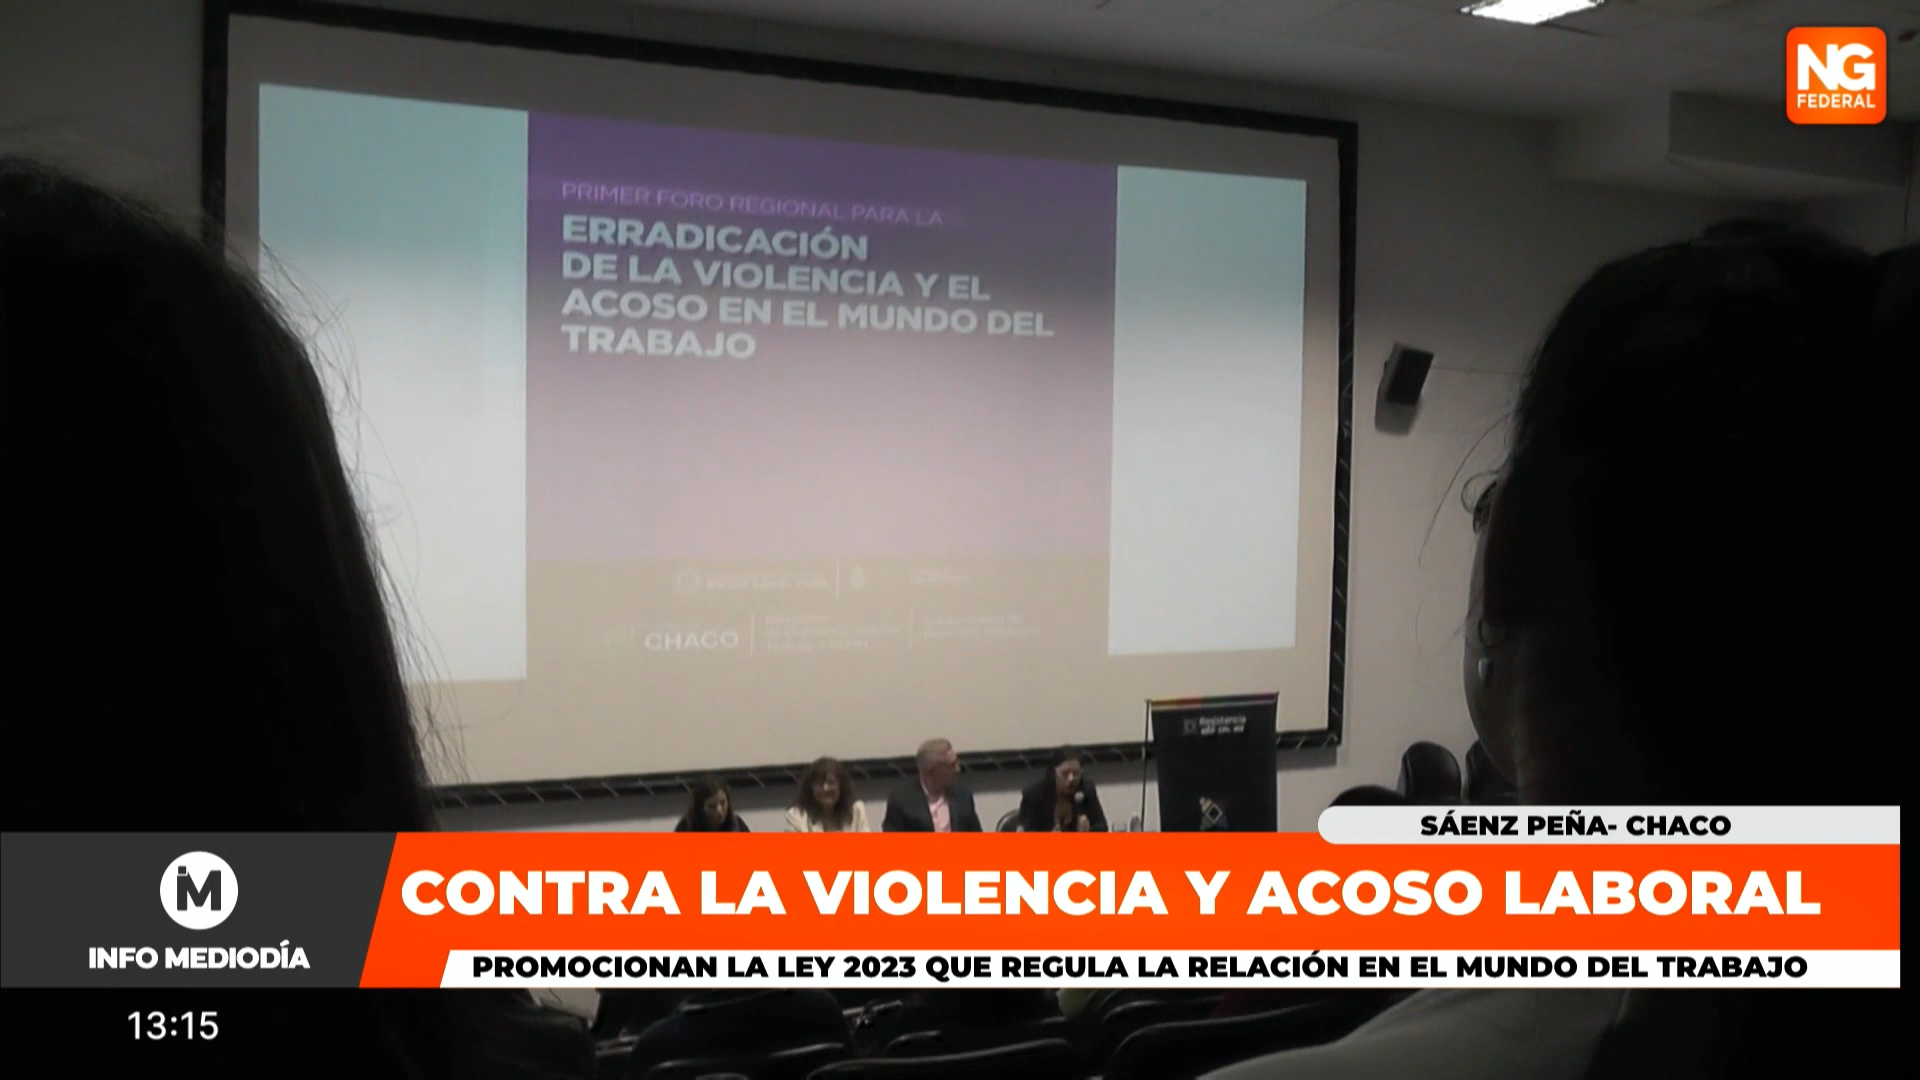 NG
FEDERAL
PRIMER FORO REGIONAL PARA LA
ERRADICACIÓN
DE LA VIOLENCIA Y EL
ACOSO EN EL MUNDO DEL
TRABAJO
CHACO
Resistencia
SÁENZ PEÑA- CHACO
CONTRA LA VIOLENCIA Y ACOSO LABORAL
PROMOCIONAN LA LEY 2023 QUE REGULA LA RELACIÓN EN EL MUNDO DEL TRABAJO
iM
INFO MEDIODÍA
13:15